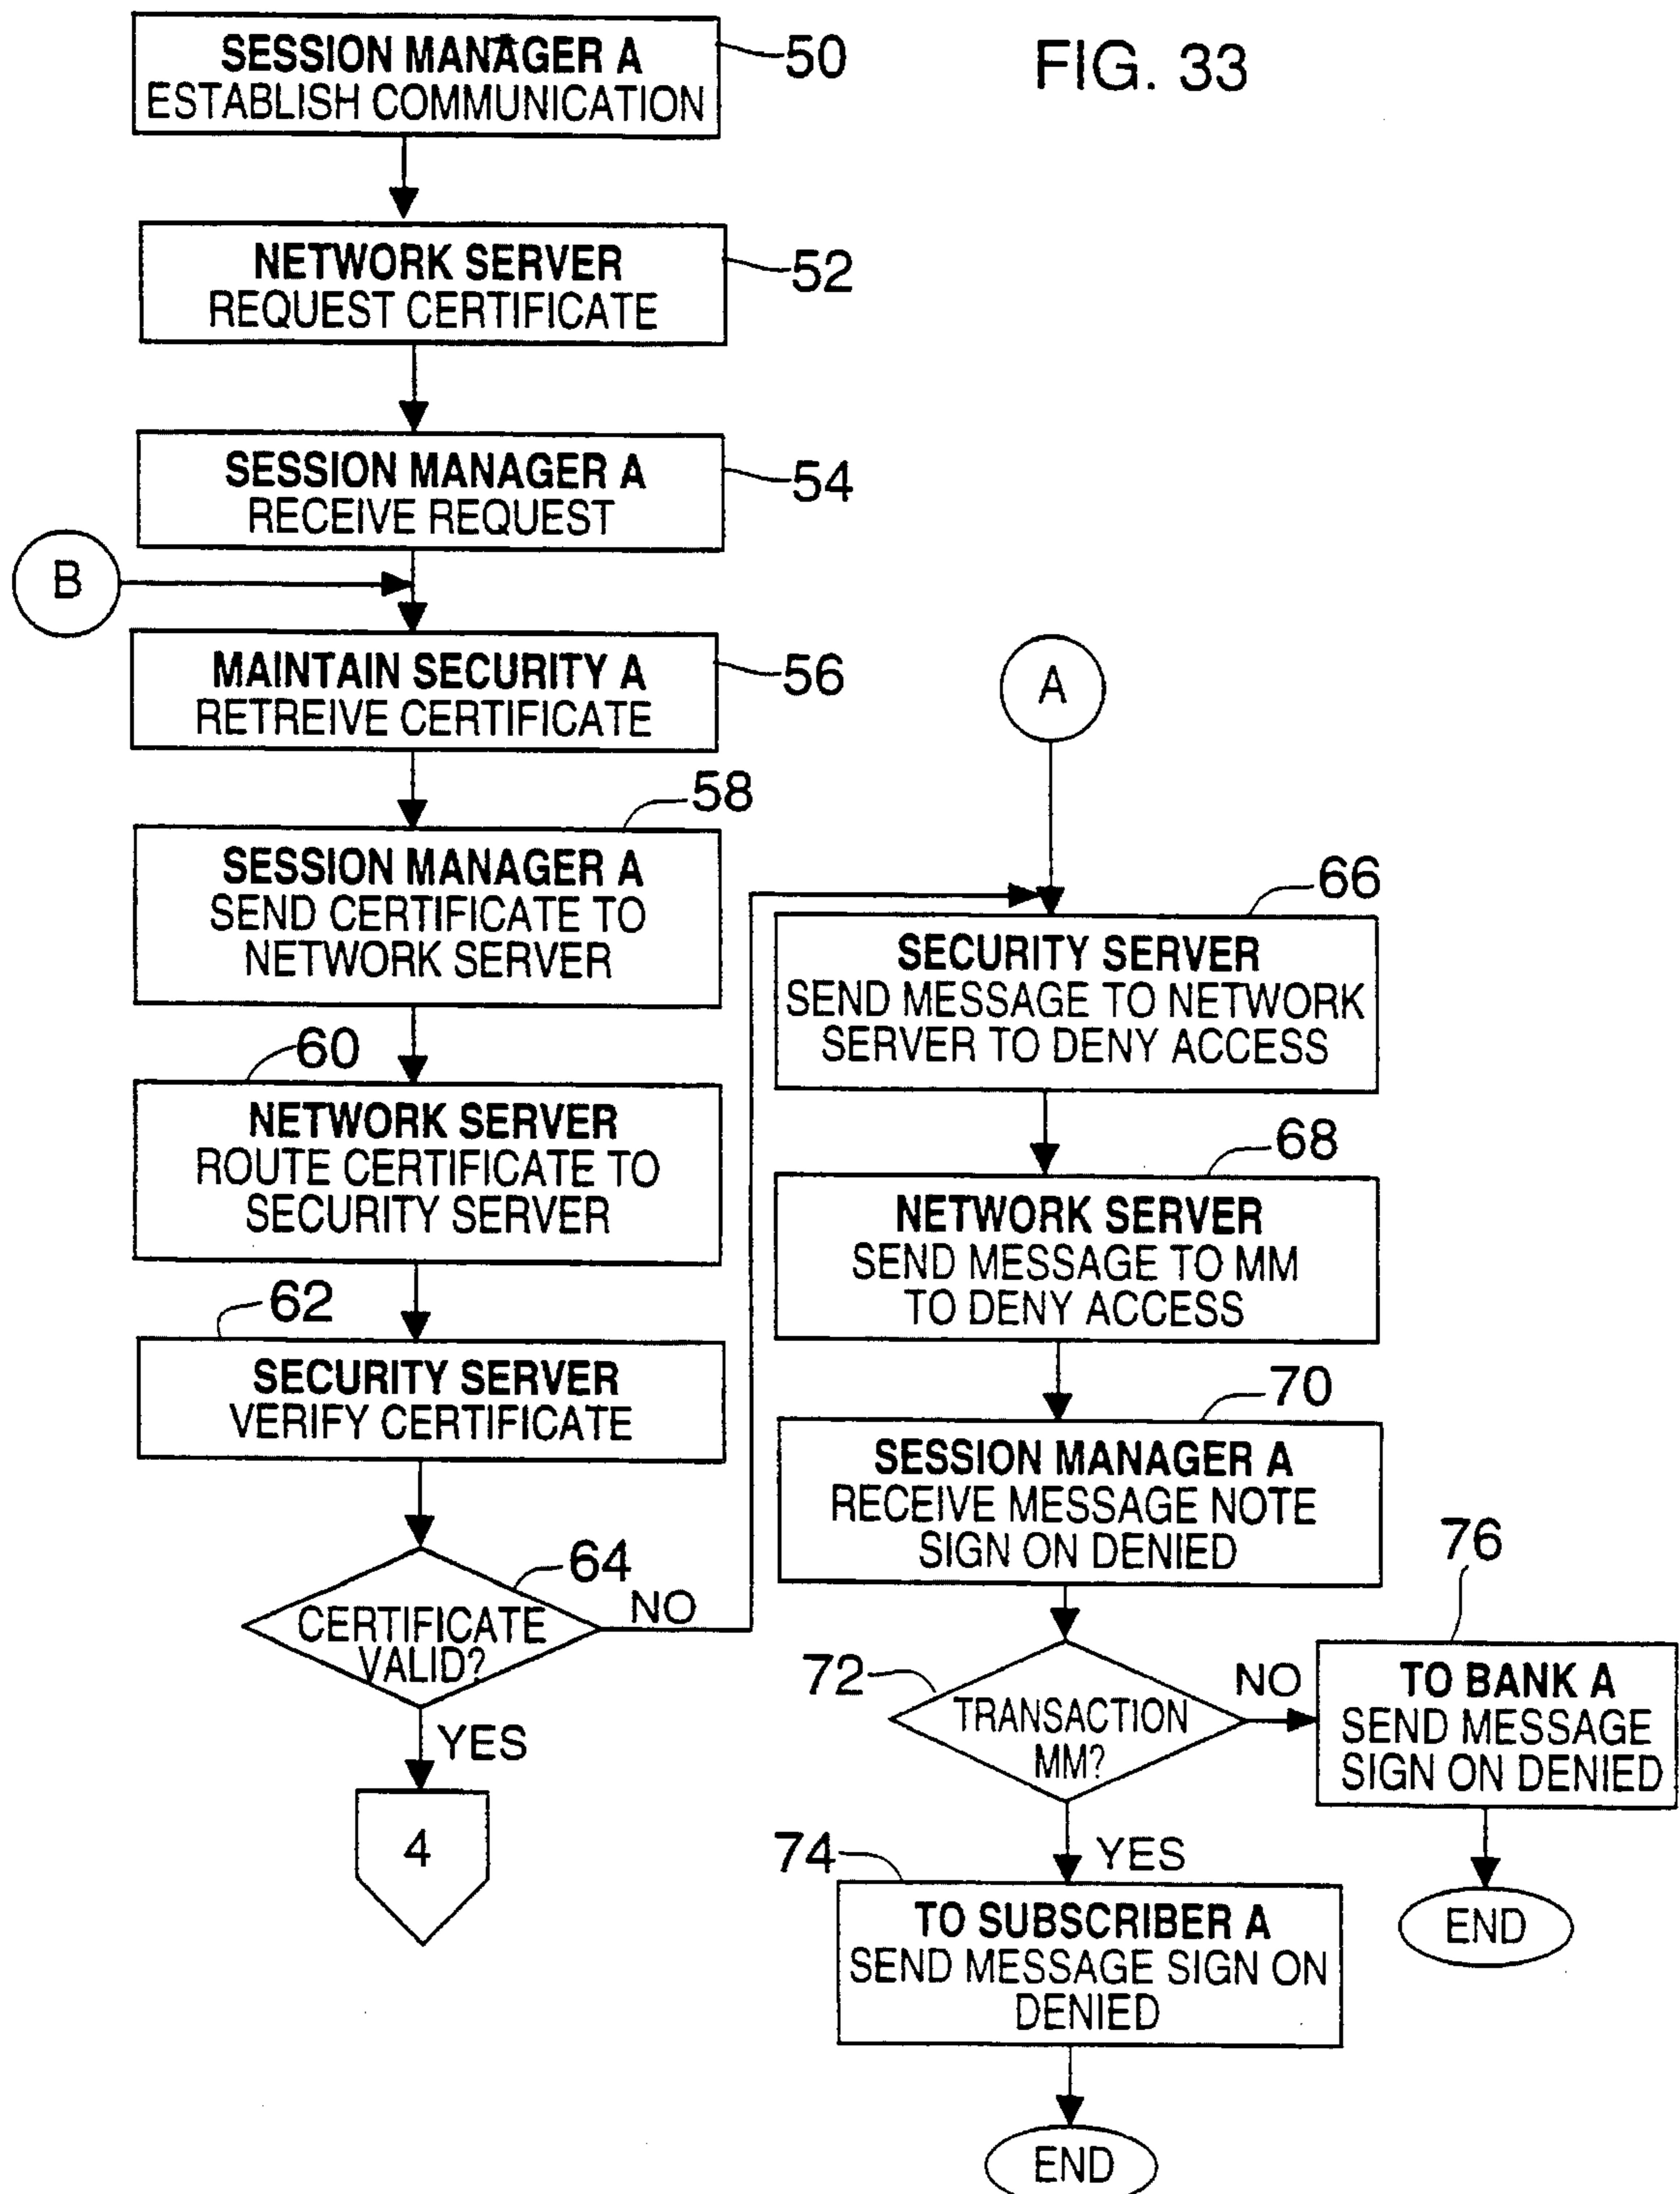 FIG. 33
SESSION MANAGER A
ESTABLISH COMMUNICATION
50
NETWORK SERVER
REQUEST CERTIFICATE
52
SESSION MANAGER A
RECEIVE REQUEST
54
B
MAINTAIN SECURITY A
RETREIVE CERTIFICATE
56
58
SESSION MANAGER A
SEND CERTIFICATE TO
NETWORK SERVER
60
NETWORK SERVER
ROUTE CERTIFICATE TO
SECURITY SERVER
62
SECURITY SERVER
VERIFY CERTIFICATE
64
CERTIFICATE
VALID?
NO
YES
4
A
66
SECURITY SERVER
SEND MESSAGE TO NETWORK
SERVER TO DENY ACCESS
68
NETWORK SERVER
SEND MESSAGE TO MM
TO DENY ACCESS
70
SESSION MANAGER A
RECEIVE MESSAGE NOTE
SIGN ON DENIED
72
TRANSACTION
MM?
NO
76
TO BANK A
SEND MESSAGE
SIGN ON DENIED
END
YES
74
TO SUBSCRIBER A
SEND MESSAGE SIGN ON
DENIED
END